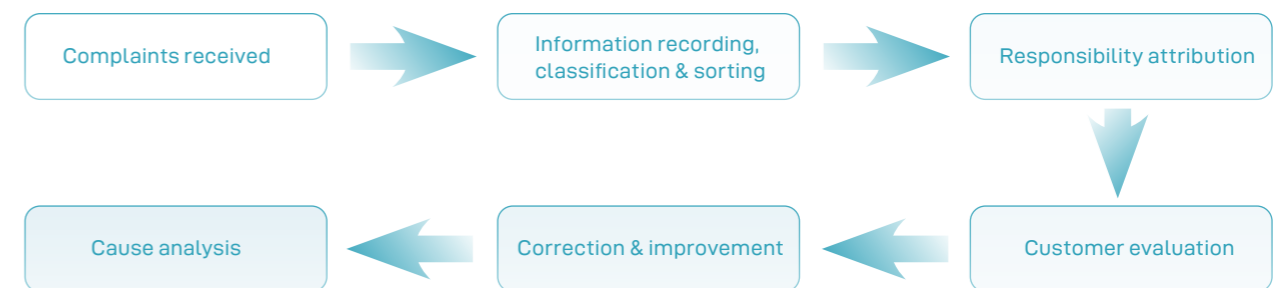 Complaints received
Information recording,
classification & sorting
Responsibility attribution
Customer evaluation
Correction & improvement
Cause analysis